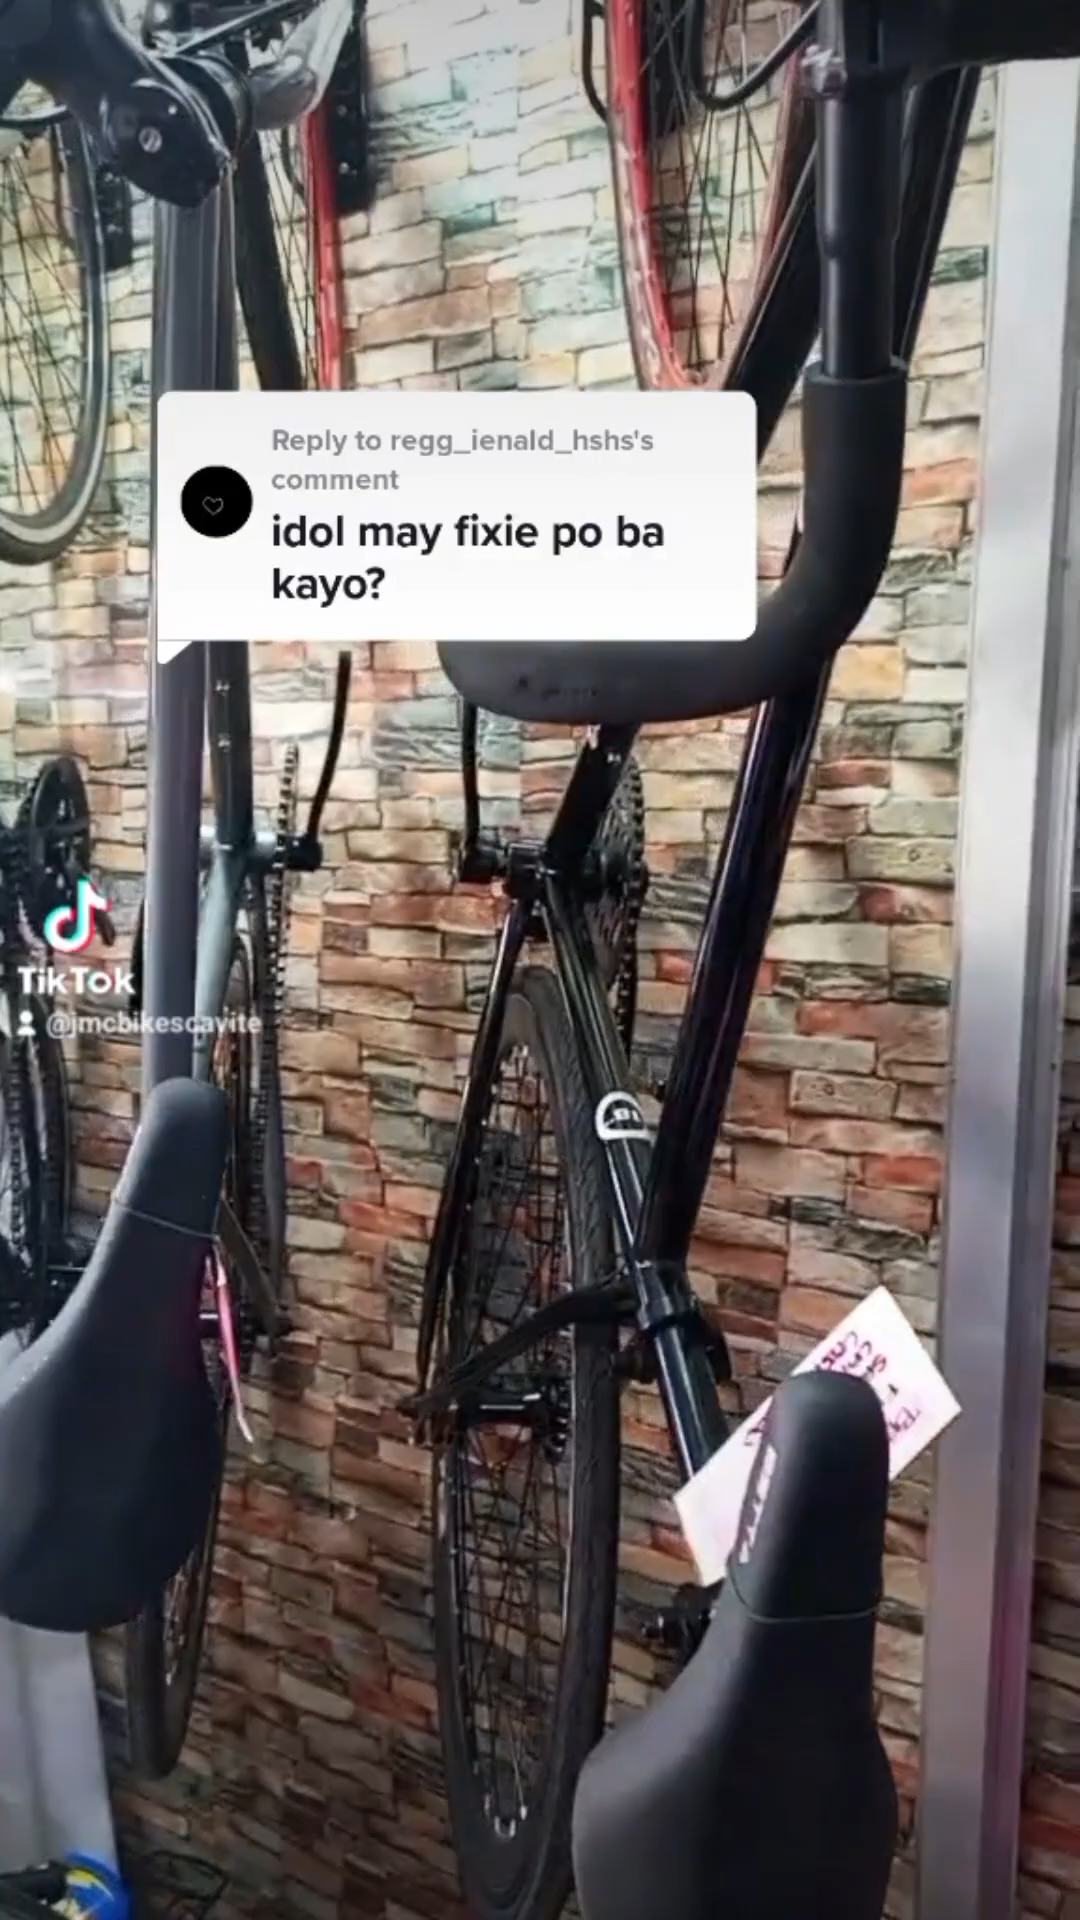 Reply to regg_ienald_hshs's
comment
idol may fixie po ba
kayo?
TikTok
@jmcbikescavite